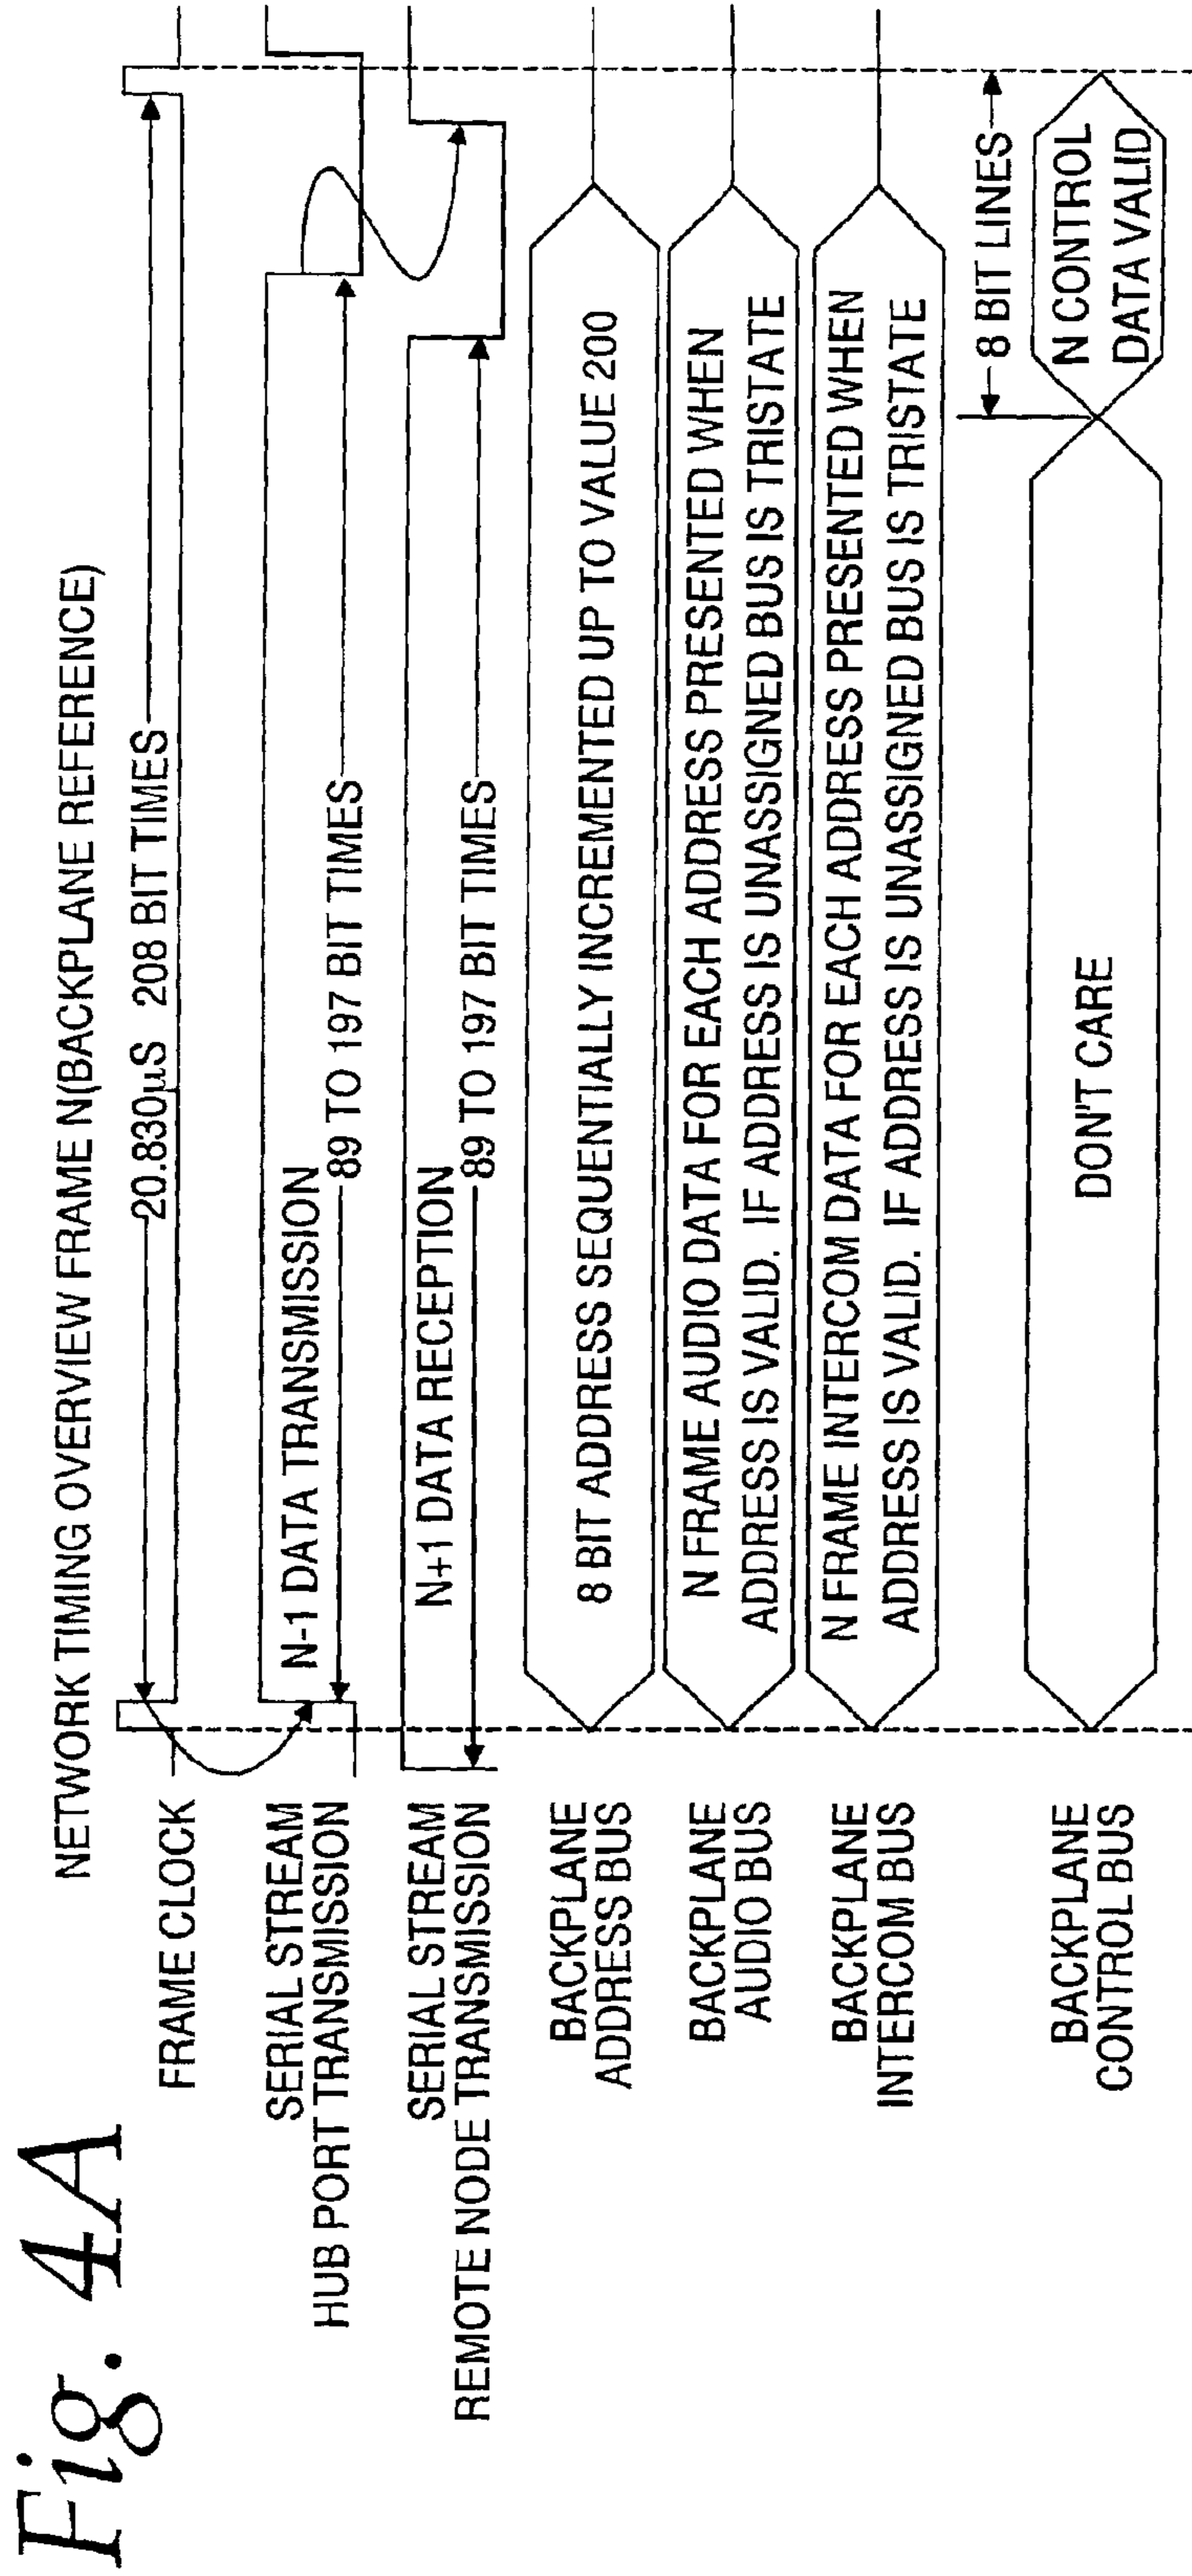 Fig. 4A
NETWORK TIMING OVERVIEW FRAME N(BACKPLANE REFERENCE)
FRAME CLOCK
20.830µS 208 BIT TIMES
SERIAL STREAM
HUB PORT TRANSMISSION
N-1 DATA TRANSMISSION
89 TO 197 BIT TIMES
SERIAL STREAM
REMOTE NODE TRANSMISSION
N+1 DATA RECEPTION
89 TO 197 BIT TIMES
BACKPLANE
ADDRESS BUS
8 BIT ADDRESS SEQUENTIALLY INCREMENTED UP TO VALUE 200
BACKPLANE
AUDIO BUS
N FRAME AUDIO DATA FOR EACH ADDRESS PRESENTED WHEN
ADDRESS IS VALID. IF ADDRESS IS UNASSIGNED BUS IS TRISTATE
BACKPLANE
INTERCOM BUS
N FRAME INTERCOM DATA FOR EACH ADDRESS PRESENTED WHEN
ADDRESS IS VALID. IF ADDRESS IS UNASSIGNED BUS IS TRISTATE
8 BIT LINES
BACKPLANE
CONTROL BUS
DON'T CARE
N CONTROL
DATA VALID